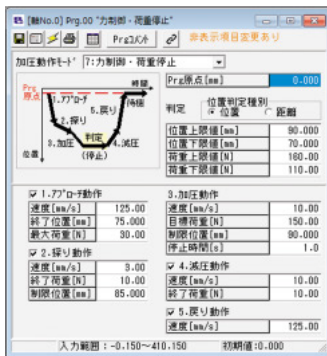 [軸No.0] Prg.00 "力制御・荷重停止"
Prgコメント
非表示項目変更あり
加圧動作モード 7:力制御・荷重停止
Prg原点[mm] 0.000
Prg原点
時間
位置
1.アプローチ
2.探り
3.加圧
判定
(停止)
4.減圧
5.戻り
待機
判定
位置判定種別
位置
距離
位置上限値[mm] 90.000
位置下限値[mm] 70.000
荷重上限値[N] 160.00
荷重下限値[N] 110.00
1.アプローチ動作
速度[mm/s] 125.00
終了位置[mm] 75.000
最大荷重[N] 30.00
2.探り動作
速度[mm/s] 3.00
終了荷重[N] 10.00
制限位置[mm] 85.000
3.加圧動作
速度[mm/s] 10.00
目標荷重[N] 150.00
制限位置[mm] 90.000
停止時間[s] 1.0
4.減圧動作
速度[mm/s] 10.00
終了荷重[N] 10.00
5.戻り動作
速度[mm/s] 125.00
入力範囲：-0.150～410.150 初期値:0.000